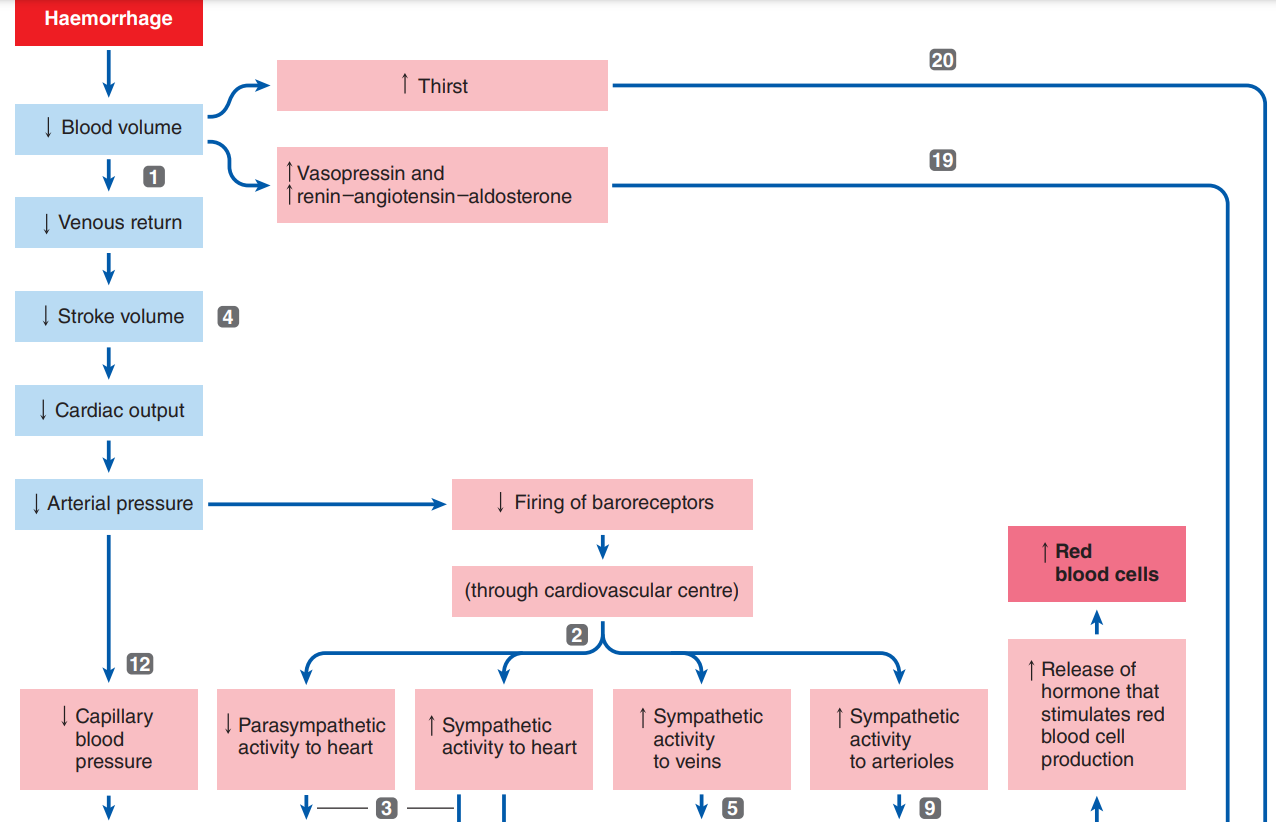 Haemorrhage
↓ Blood volume
1
↓ Venous return
↓ Stroke volume
4
↓ Cardiac output
↓ Arterial pressure
↑ Thirst
20
↑ Vasopressin and
↑ renin–angiotensin–aldosterone
19
↓ Firing of baroreceptors
(through cardiovascular centre)
2
12
↓ Capillary
blood
pressure
↓ Parasympathetic
activity to heart
3
↑ Sympathetic
activity to heart
↑ Sympathetic
activity
to veins
5
↑ Sympathetic
activity
to arterioles
9
↑ Red
blood cells
↑ Release of
hormone that
stimulates red
blood cell
production